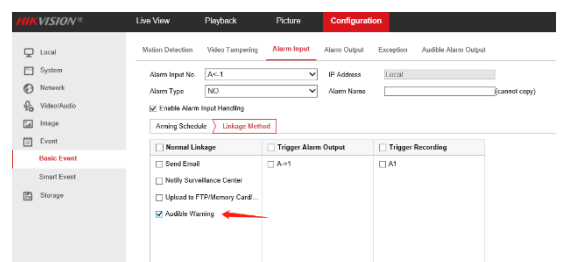 HIKVISION® Live View Playback Picture Configuration
Local
System
Network
Video/Audio
Image
Event
Basic Event
Smart Event
Storage
Motion Detection Video Tampering Alarm Input Alarm Output Exception Audible Alarm Output
Alarm Input No. A<-1 IP Address Local
Alarm Type NO Alarm Name (cannot copy)
Enable Alarm Input Handling
Arming Schedule Linkage Method
Normal Linkage Trigger Alarm Output Trigger Recording
Send Email A->1 A1
Notify Surveillance Center
Upload to FTP/Memory Card/...
Audible Warning